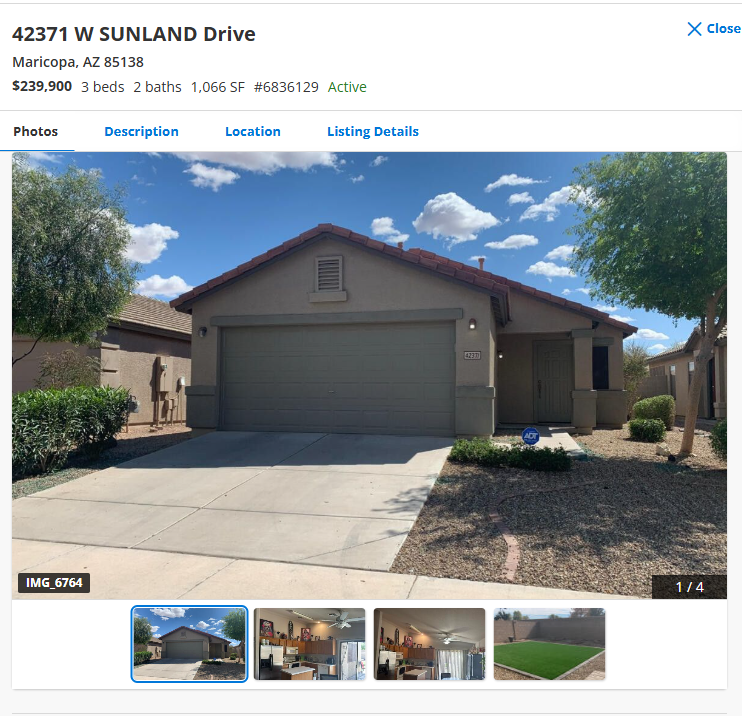 42371 W SUNLAND Drive
Close
Maricopa, AZ 85138
$239,900 3 beds 2 baths 1,066 SF #6836129 Active
Photos Description Location Listing Details
42371
ADT
IMG_6764
1 / 4